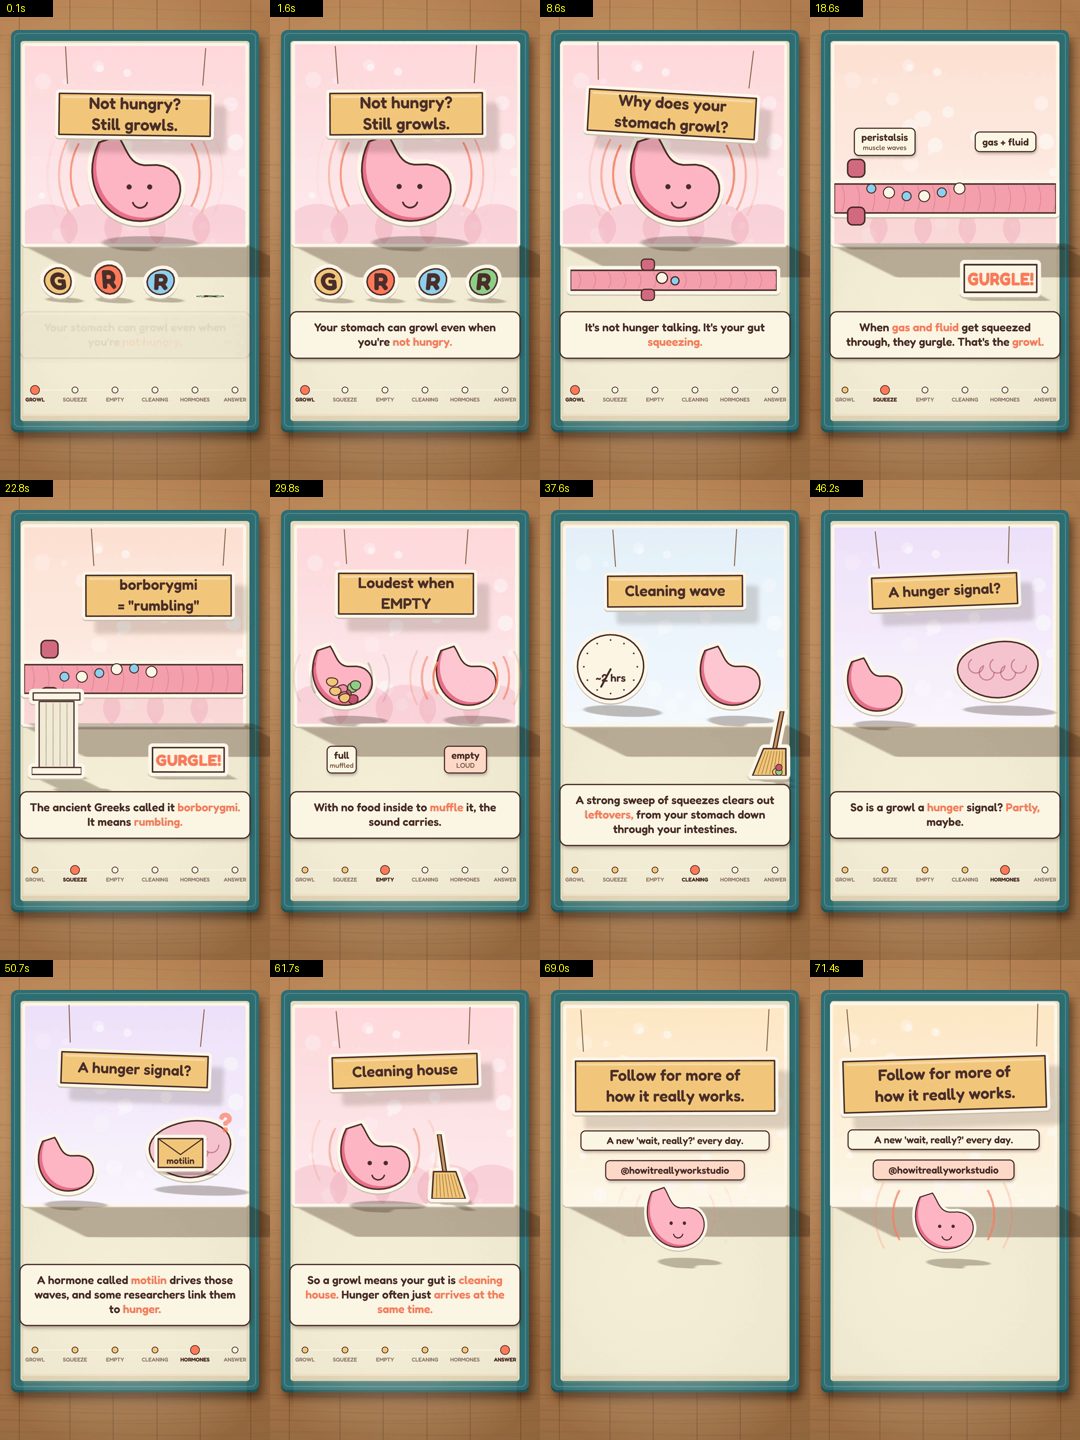 0.1s
Not hungry?
Still growls.
G R R
Your stomach can growl even when
you're not hungry.
GROWL SQUEEZE EMPTY CLEANING HORMONES ANSWER
1.6s
Not hungry?
Still growls.
G R R R
Your stomach can growl even when
you're not hungry.
GROWL SQUEEZE EMPTY CLEANING HORMONES ANSWER
8.6s
Why does your
stomach growl?
It's not hunger talking. It's your gut
squeezing.
GROWL SQUEEZE EMPTY CLEANING HORMONES ANSWER
18.6s
peristalsis
muscle waves
gas + fluid
GURGLE!
When gas and fluid get squeezed
through, they gurgle. That's the growl.
GROWL SQUEEZE EMPTY CLEANING HORMONES ANSWER
22.8s
borborygmi
= "rumbling"
GURGLE!
The ancient Greeks called it borborygmi.
It means rumbling.
GROWL SQUEEZE EMPTY CLEANING HORMONES ANSWER
29.8s
Loudest when
EMPTY
full
muffled
empty
LOUD
With no food inside to muffle it, the
sound carries.
GROWL SQUEEZE EMPTY CLEANING HORMONES ANSWER
37.6s
Cleaning wave
~2 hrs
A strong sweep of squeezes clears out
leftovers, from your stomach down
through your intestines.
GROWL SQUEEZE EMPTY CLEANING HORMONES ANSWER
46.2s
A hunger signal?
So is a growl a hunger signal? Partly,
maybe.
GROWL SQUEEZE EMPTY CLEANING HORMONES ANSWER
50.7s
A hunger signal?
?
motilin
A hormone called motilin drives those
waves, and some researchers link them
to hunger.
GROWL SQUEEZE EMPTY CLEANING HORMONES ANSWER
61.7s
Cleaning house
So a growl means your gut is cleaning
house. Hunger often just arrives at the
same time.
GROWL SQUEEZE EMPTY CLEANING HORMONES ANSWER
69.0s
Follow for more of
how it really works.
A new 'wait, really?' every day.
@howitreallyworkstudio
71.4s
Follow for more of
how it really works.
A new 'wait, really?' every day.
@howitreallyworkstudio